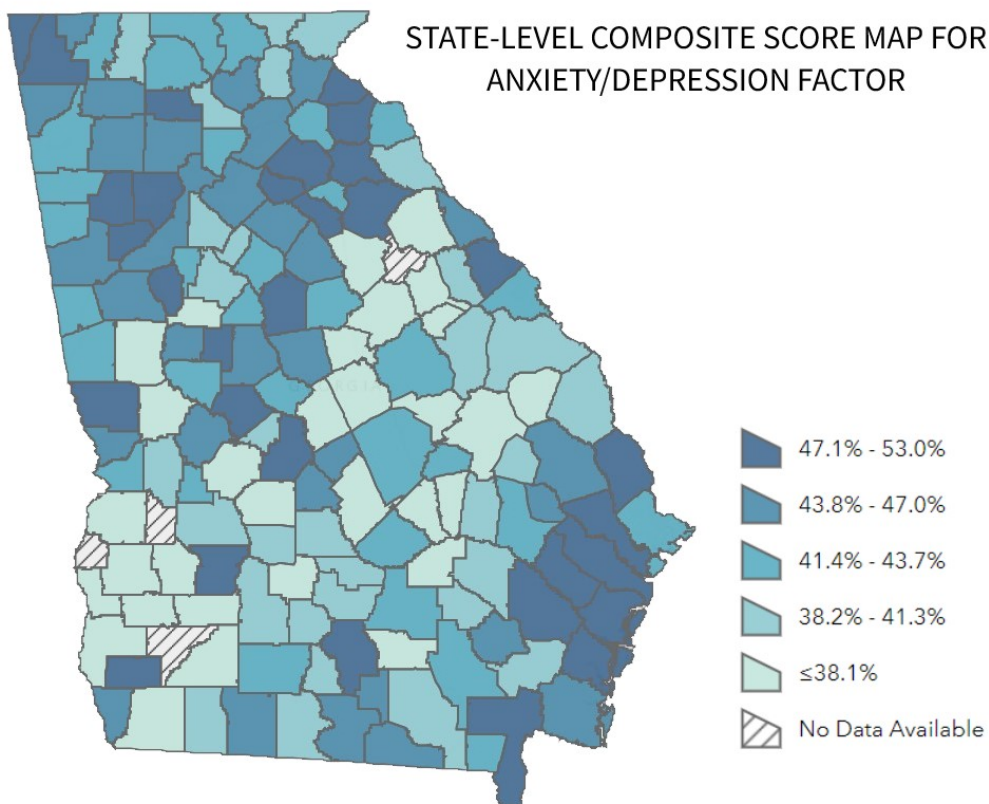 STATE-LEVEL COMPOSITE SCORE MAP FOR
ANXIETY/DEPRESSION FACTOR
47.1% - 53.0%
43.8% - 47.0%
41.4% - 43.7%
38.2% - 41.3%
≤38.1%
No Data Available